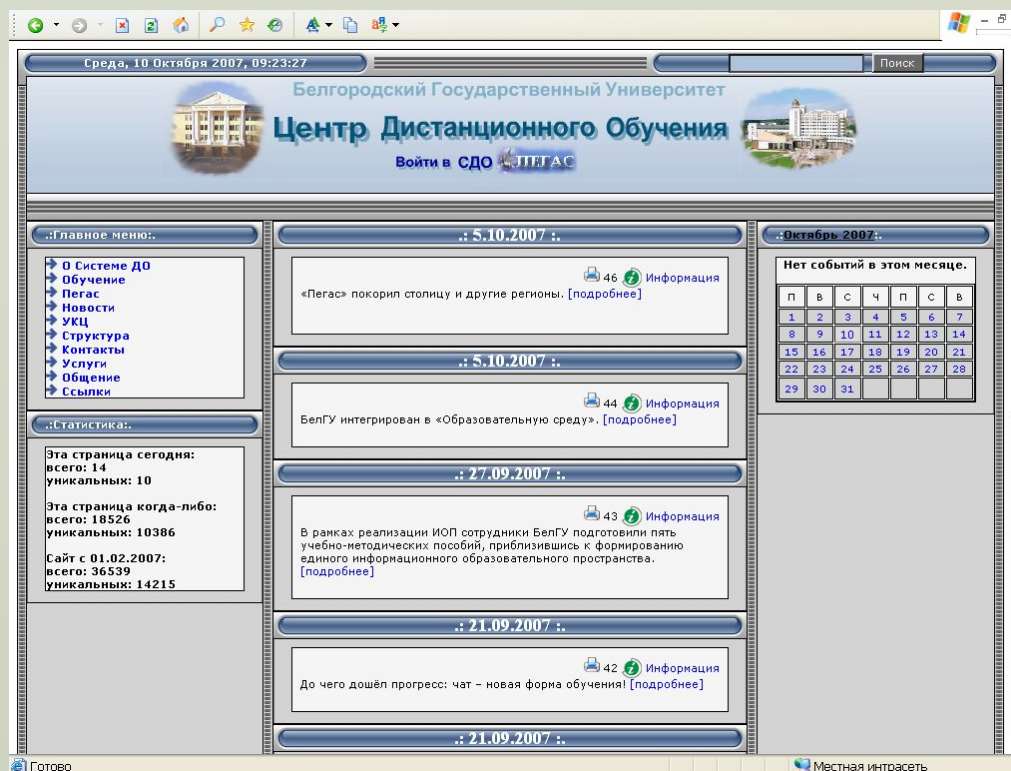 Среда, 10 Октября 2007, 09:23:27
Поиск
Белгородский Государственный Университет
Центр Дистанционного Обучения
Войти в СДО ПЕГАС
.:Главное меню:.
О Системе ДО
Обучение
Пегас
Новости
УКЦ
Структура
Контакты
Услуги
Общение
Ссылки
.:Статистика:.
Эта страница сегодня:
всего: 14
уникальных: 10
Эта страница когда-либо:
всего: 18526
уникальных: 10386
Сайт с 01.02.2007:
всего: 36539
уникальных: 14215
.: 5.10.2007 :.
46 Информация
«Пегас» покорил столицу и другие регионы. [подробнее]
.: 5.10.2007 :.
44 Информация
БелГУ интегрирован в «Образовательную среду». [подробнее]
.: 27.09.2007 :.
43 Информация
В рамках реализации ИОП сотрудники БелГУ подготовили пять
учебно-методических пособий, приблизившись к формированию
единого информационного образовательного пространства.
[подробнее]
.: 21.09.2007 :.
42 Информация
До чего дошёл прогресс: чат – новая форма обучения! [подробнее]
.: 21.09.2007 :.
.:Октябрь 2007:.
Нет событий в этом месяце.
П В С Ч П С В
1 2 3 4 5 6 7
8 9 10 11 12 13 14
15 16 17 18 19 20 21
22 23 24 25 26 27 28
29 30 31
Готово
Местная интрасеть